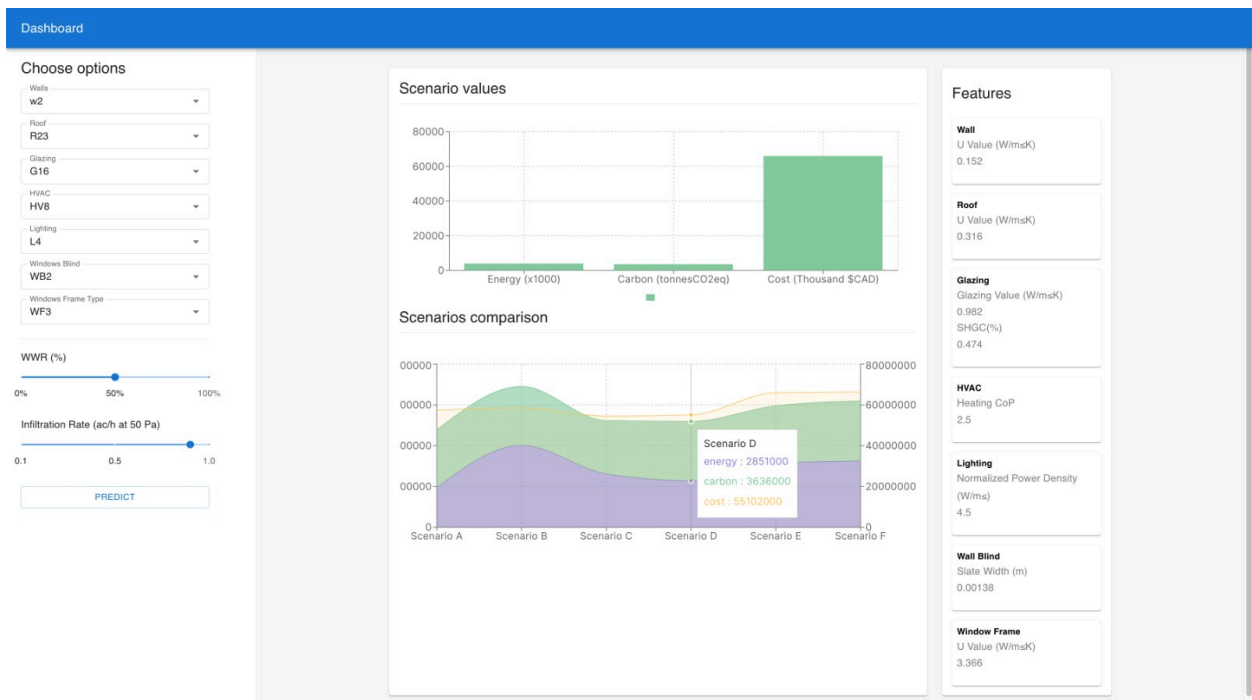 Dashboard
Choose options
Walls
w2
Roof
R23
Glazing
G16
HVAC
HV8
Lighting
L4
Windows Blind
WB2
Windows Frame Type
WF3
WWR (%)
0% 50% 100%
Infiltration Rate (ac/h at 50 Pa)
0.1 0.5 1.0
PREDICT
Scenario values
80000
60000
40000
20000
0
Energy (x1000) Carbon (tonnesCO2eq) Cost (Thousand $CAD)
Scenarios comparison
00000 80000000
00000 60000000
00000 40000000
00000 20000000
0 0
Scenario A Scenario B Scenario C Scenario D Scenario E Scenario F
Scenario D
energy : 2851000
carbon : 3636000
cost : 55102000
Features
Wall
U Value (W/m≤K)
0.152
Roof
U Value (W/m≤K)
0.316
Glazing
Glazing Value (W/m≤K)
0.982
SHGC(%)
0.474
HVAC
Heating CoP
2.5
Lighting
Normalized Power Density
(W/m≤)
4.5
Wall Blind
Slate Width (m)
0.00138
Window Frame
U Value (W/m≤K)
3.366